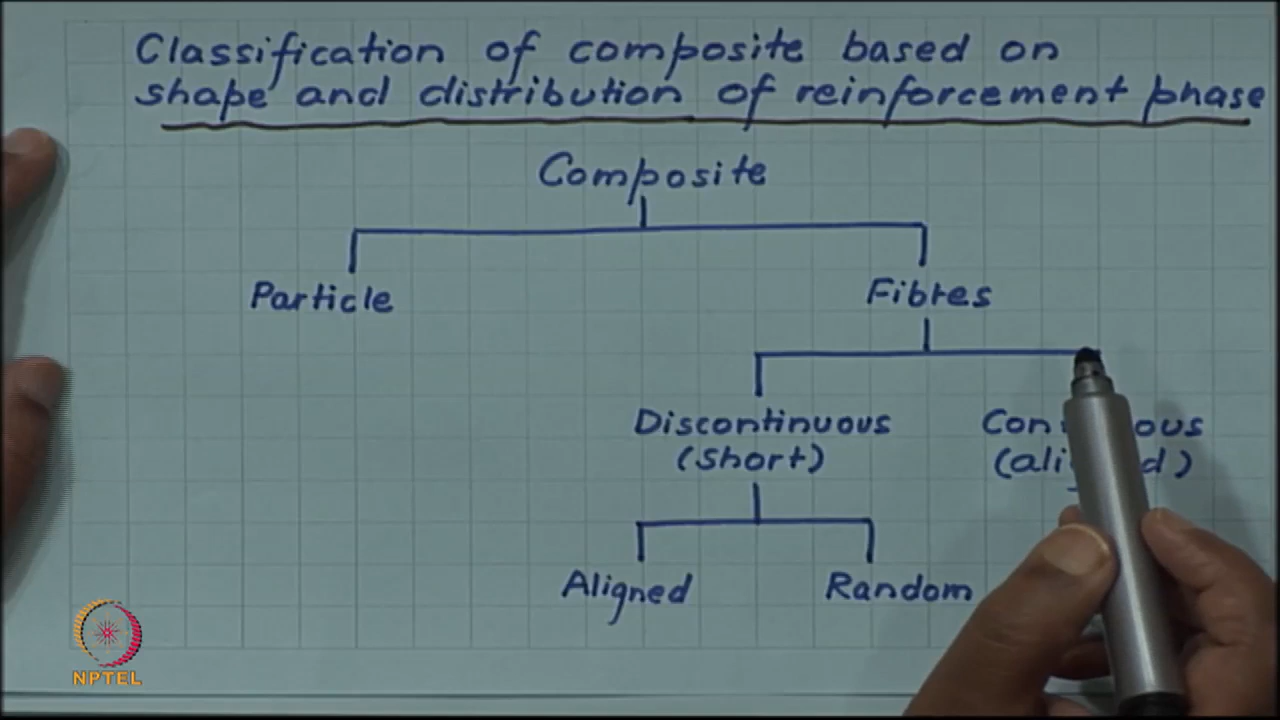 Classification of composite based on
shape and distribution of reinforcement phase
Composite
Particle Fibres
Discontinuous
(short) 
Aligned Random
NPTEL